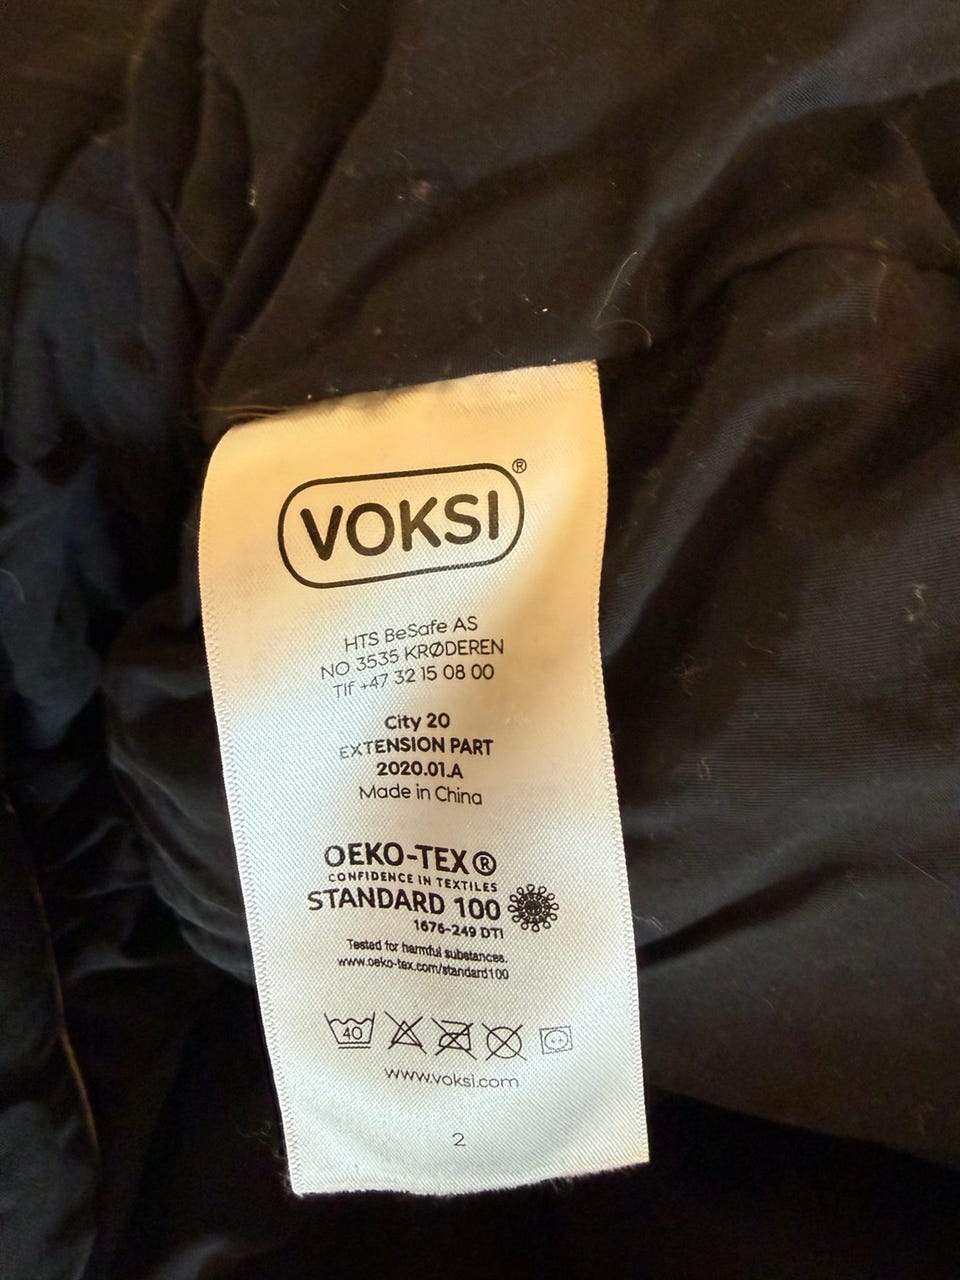 VOKSI®
HTS BeSafe AS
NO 3535 KRØDEREN
Tlf +47 32 15 08 00
City 20
EXTENSION PART
2020.01.A
Made in China
OEKO-TEX®
CONFIDENCE IN TEXTILES
STANDARD 100
1676-249 DTI
Tested for harmful substances.
www.oeko-tex.com/standard100
40
www.voksi.com
2